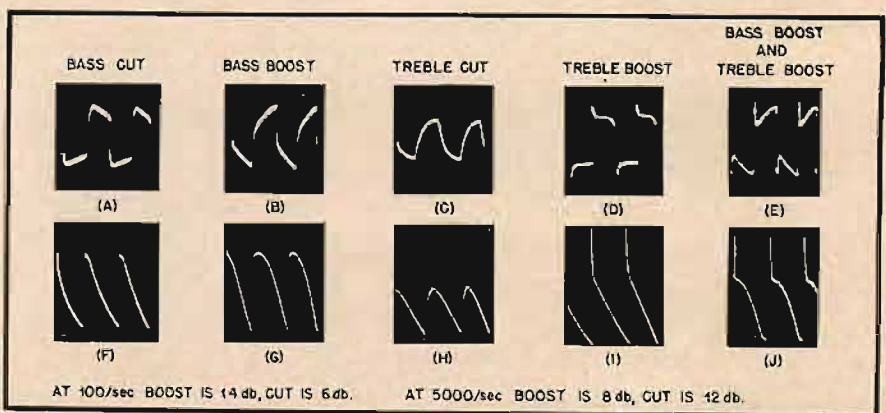 BASS CUT
BASS BOOST
TREBLE CUT
TREBLE BOOST
BASS BOOST
AND
TREBLE BOOST
(A)
(B)
(C)
(D)
(E)
(F)
(G)
(H)
(I)
(J)
AT 100/sec BOOST IS 14 db, CUT IS 6 db.
AT 5000/sec BOOST IS 8 db, CUT IS 12 db.